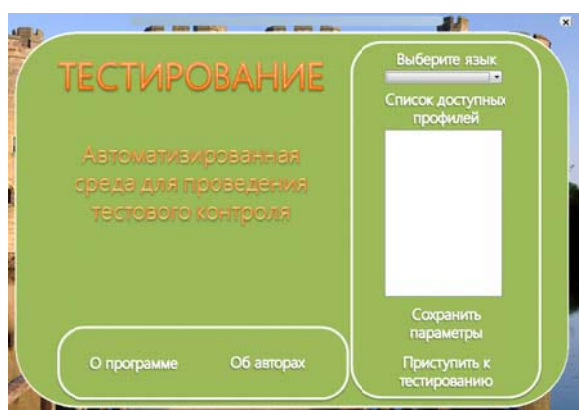 ТЕСТИРОВАНИЕ
Автоматизированная
среда для проведения
тестового контроля
О программе
Об авторах
Выберите язык
Список доступных
профилей
Сохранить
параметры
Приступить к
тестированию